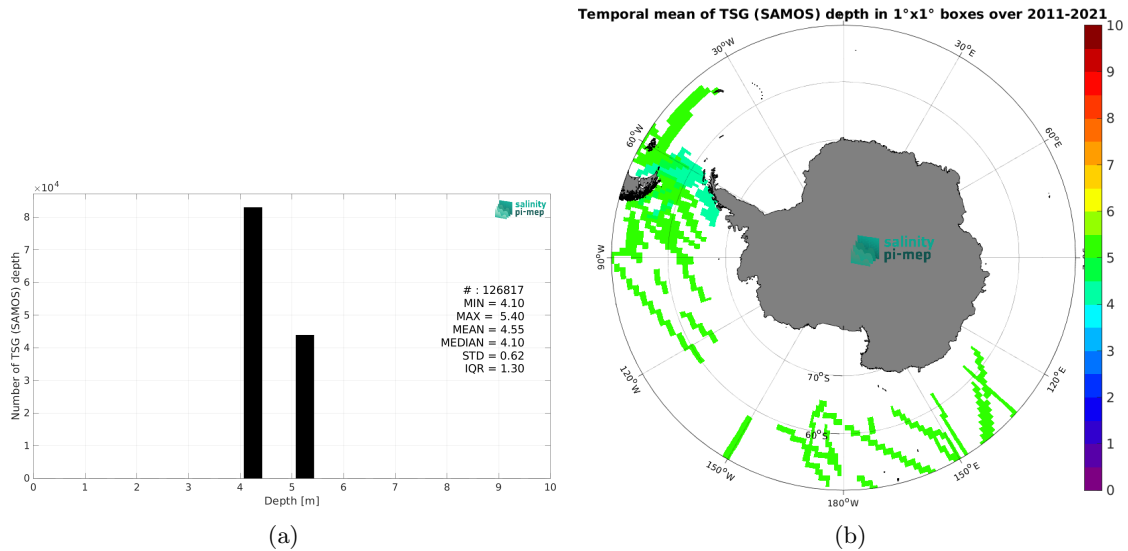 ×10⁴
8
7
6
5
4
3
2
1
0
Number of TSG (SAMOS) depth
salinity
pi-mep
# : 126817
MIN = 4.10
MAX = 5.40
MEAN = 4.55
MEDIAN = 4.10
STD = 0.62
IQR = 1.30
0 1 2 3 4 5 6 7 8 9 10
Depth [m]
(a)
Temporal mean of TSG (SAMOS) depth in 1°x1° boxes over 2011-2021
30°W
30°E
60°W
60°E
90°W
120°W
120°E
150°W
150°E
180°W
70°S
60°S
salinity
pi-mep
10
9
8
7
6
5
4
3
2
1
0
(b)